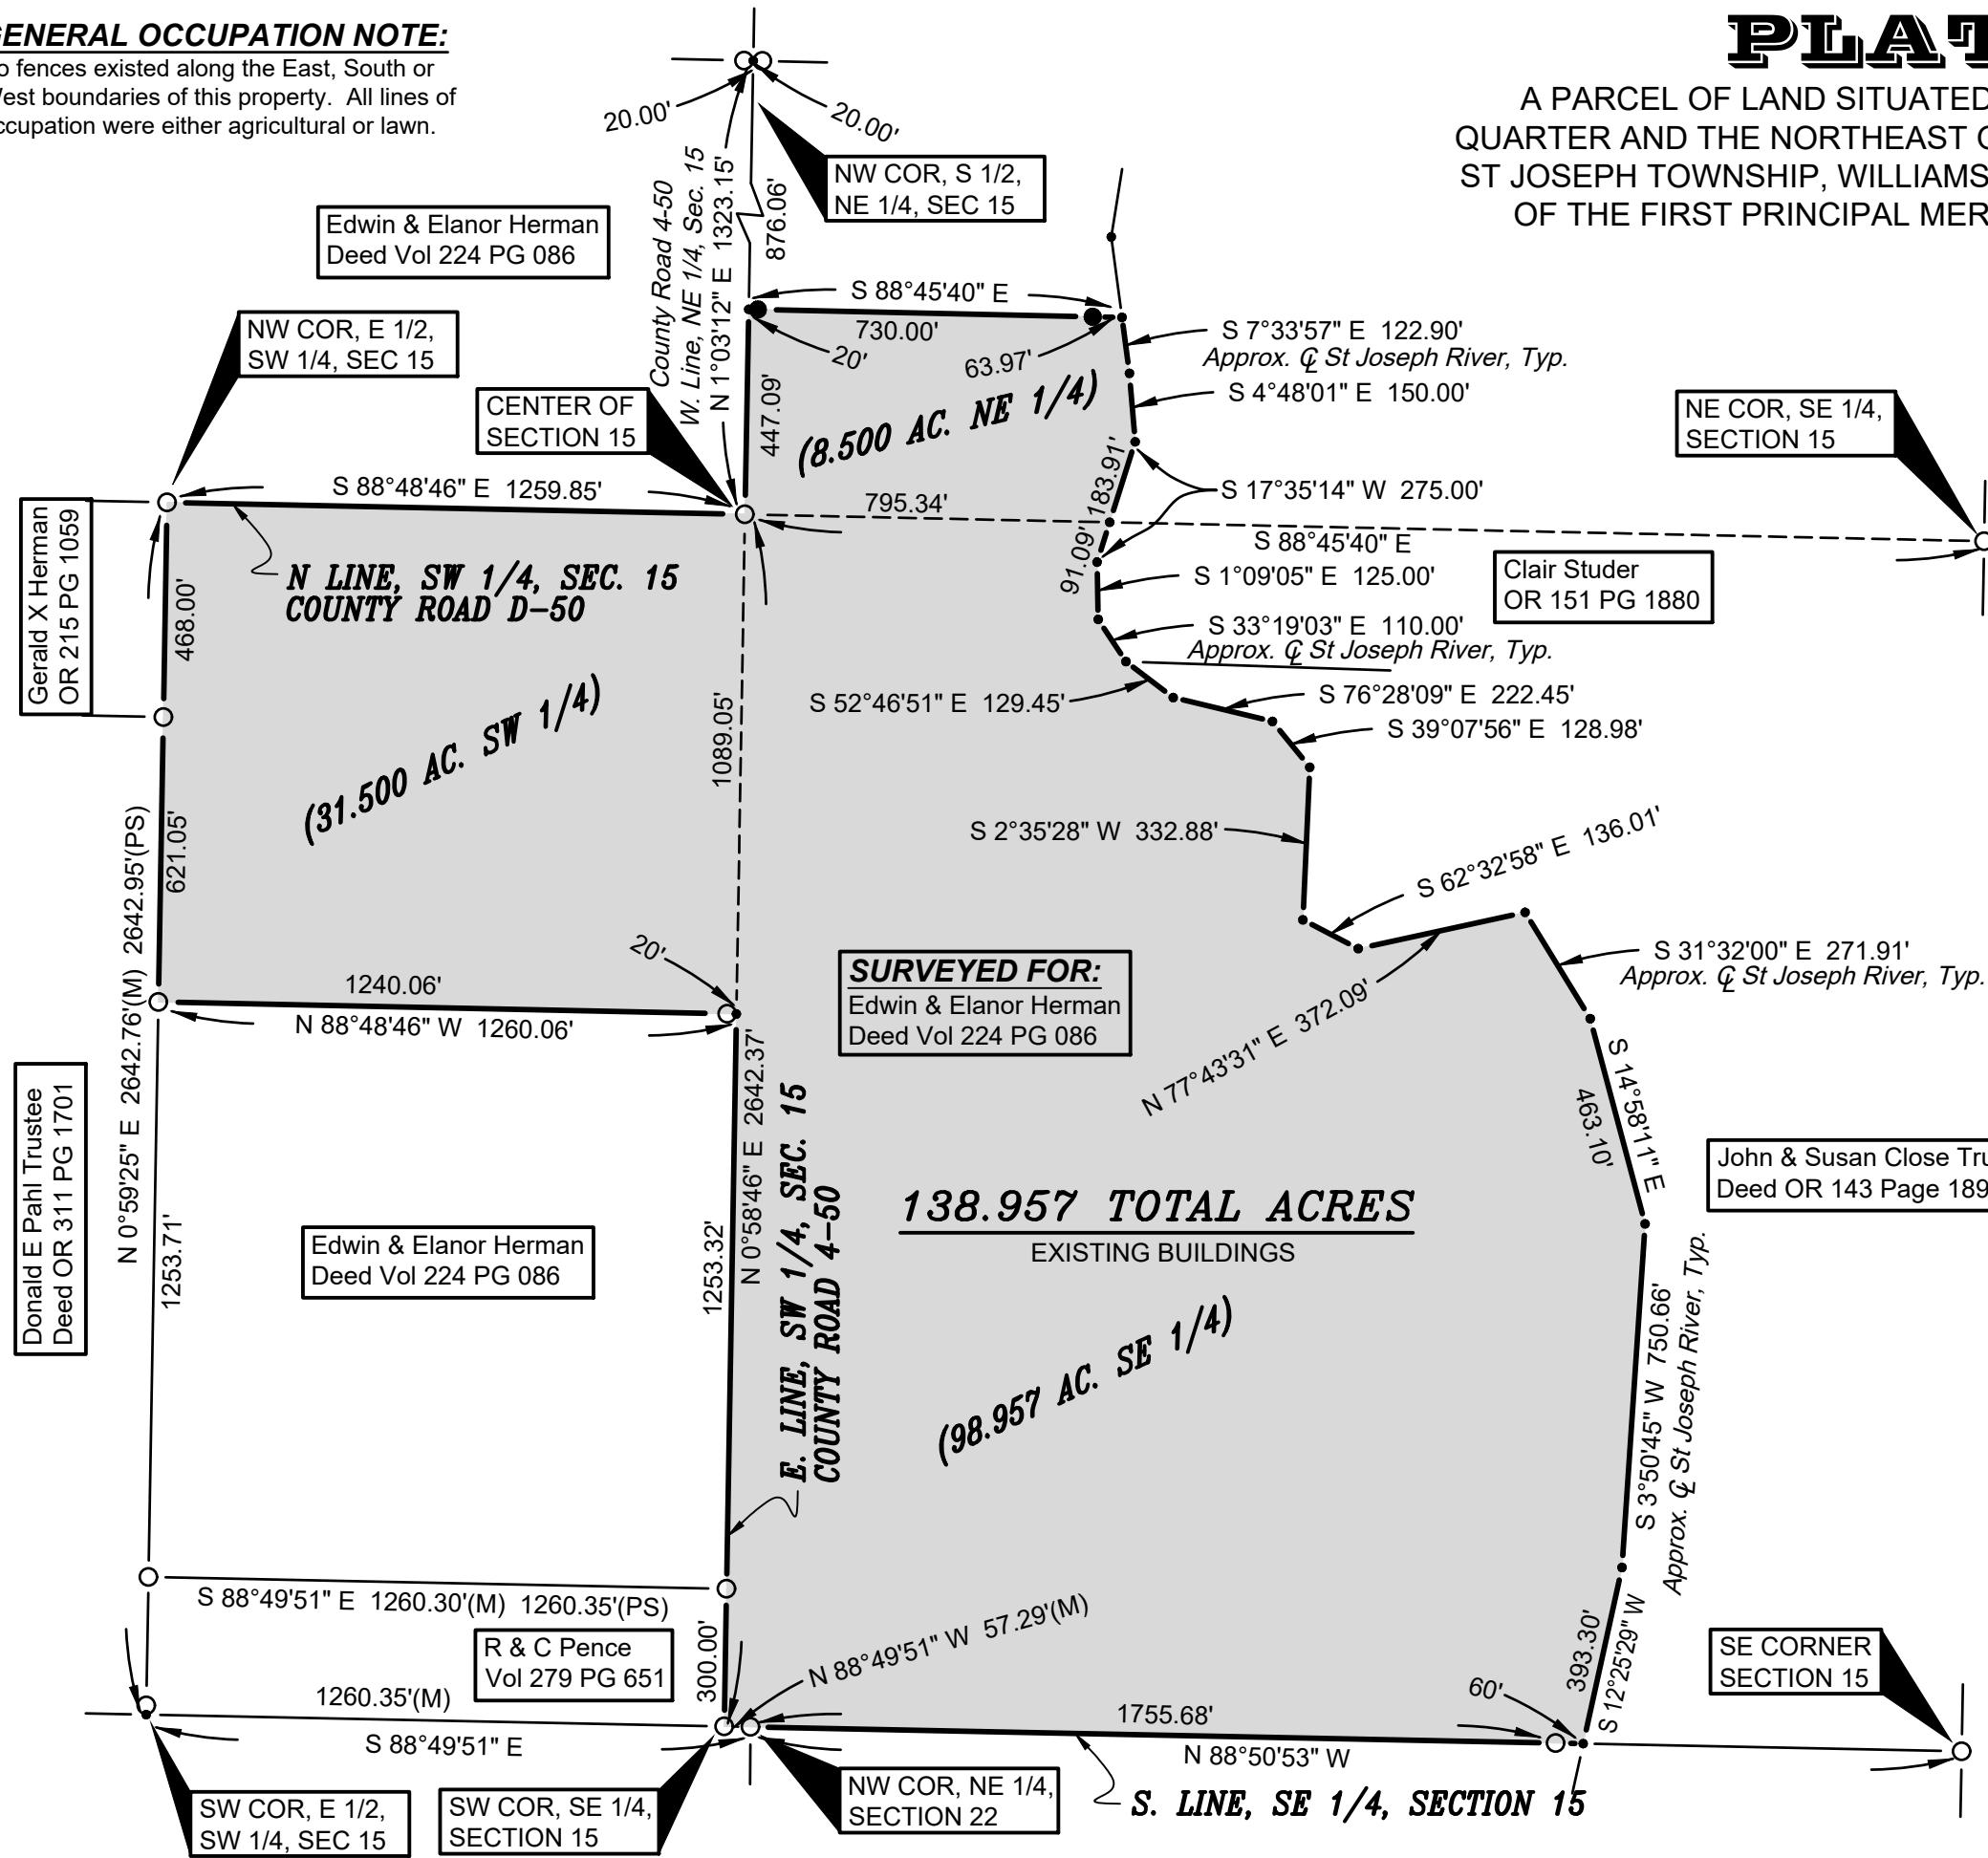 GENERAL OCCUPATION NOTE:
o fences existed along the East, South or
West boundaries of this property. All lines of
ccupation were either agricultural or lawn.
PLAT
A PARCEL OF LAND SITUATED
QUARTER AND THE NORTHEAST
ST JOSEPH TOWNSHIP, WILLIAMS
OF THE FIRST PRINCIPAL MER
20.00'
20.00'
NW COR, S 1/2,
NE 1/4, SEC 15
Edwin & Elanor Herman
Deed Vol 224 PG 086
County Road 4-50
W. Line, NE 1/4, Sec. 15
N 1°03'12" E 1323.15'
876.06'
NW COR, E 1/2,
SW 1/4, SEC 15
CENTER OF
SECTION 15
S 88°45'40" E
730.00'
20'
63.97'
447.09'
(8.500 AC. NE 1/4)
S 7°33'57" E 122.90'
Approx. ℄ St Joseph River, Typ.
S 4°48'01" E 150.00'
183.91'
S 17°35'14" W 275.00'
91.09'
NE COR, SE 1/4,
SECTION 15
S 88°48'46" E 1259.85'
795.34'
S 88°45'40" E
Gerald X Herman
OR 215 PG 1059
468.00'
N LINE, SW 1/4, SEC. 15
COUNTY ROAD D-50
S 1°09'05" E 125.00'
Clair Studer
OR 151 PG 1880
S 33°19'03" E 110.00'
Approx. ℄ St Joseph River, Typ.
S 52°46'51" E 129.45'
S 76°28'09" E 222.45'
S 39°07'56" E 128.98'
(31.500 AC. SW 1/4)
1089.05'
621.05'
N 0°59'25" E 2642.76'(M) 2642.95'(PS)
S 2°35'28" W 332.88'
S 62°32'58" E 136.01'
20'
1240.06'
N 88°48'46" W 1260.06'
SURVEYED FOR:
Edwin & Elanor Herman
Deed Vol 224 PG 086
N 77°43'31" E 372.09'
S 31°32'00" E 271.91'
Approx. ℄ St Joseph River, Typ.
S 14°58'11" E
463.10'
Donald E Pahl Trustee
Deed OR 311 PG 1701
1253.71'
Edwin & Elanor Herman
Deed Vol 224 PG 086
1253.32'
N 0°58'46" E 2642.37'
E. LINE, SW 1/4, SEC. 15
COUNTY ROAD 4-50
138.957 TOTAL ACRES
EXISTING BUILDINGS
(98.957 AC. SE 1/4)
John & Susan Close Tru
Deed OR 143 Page 189
S 3°50'45" W 750.66'
Approx. ℄ St Joseph River, Typ.
S 88°49'51" E 1260.30'(M) 1260.35'(PS)
R & C Pence
Vol 279 PG 651
300.00'
N 88°49'51" W 57.29'(M)
1260.35'(M)
S 88°49'51" E
1755.68'
N 88°50'53" W
60'
393.30'
S 12°25'29" W
SE CORNER
SECTION 15
SW COR, E 1/2,
SW 1/4, SEC 15
SW COR, SE 1/4,
SECTION 15
NW COR, NE 1/4,
SECTION 22
S. LINE, SE 1/4, SECTION 15